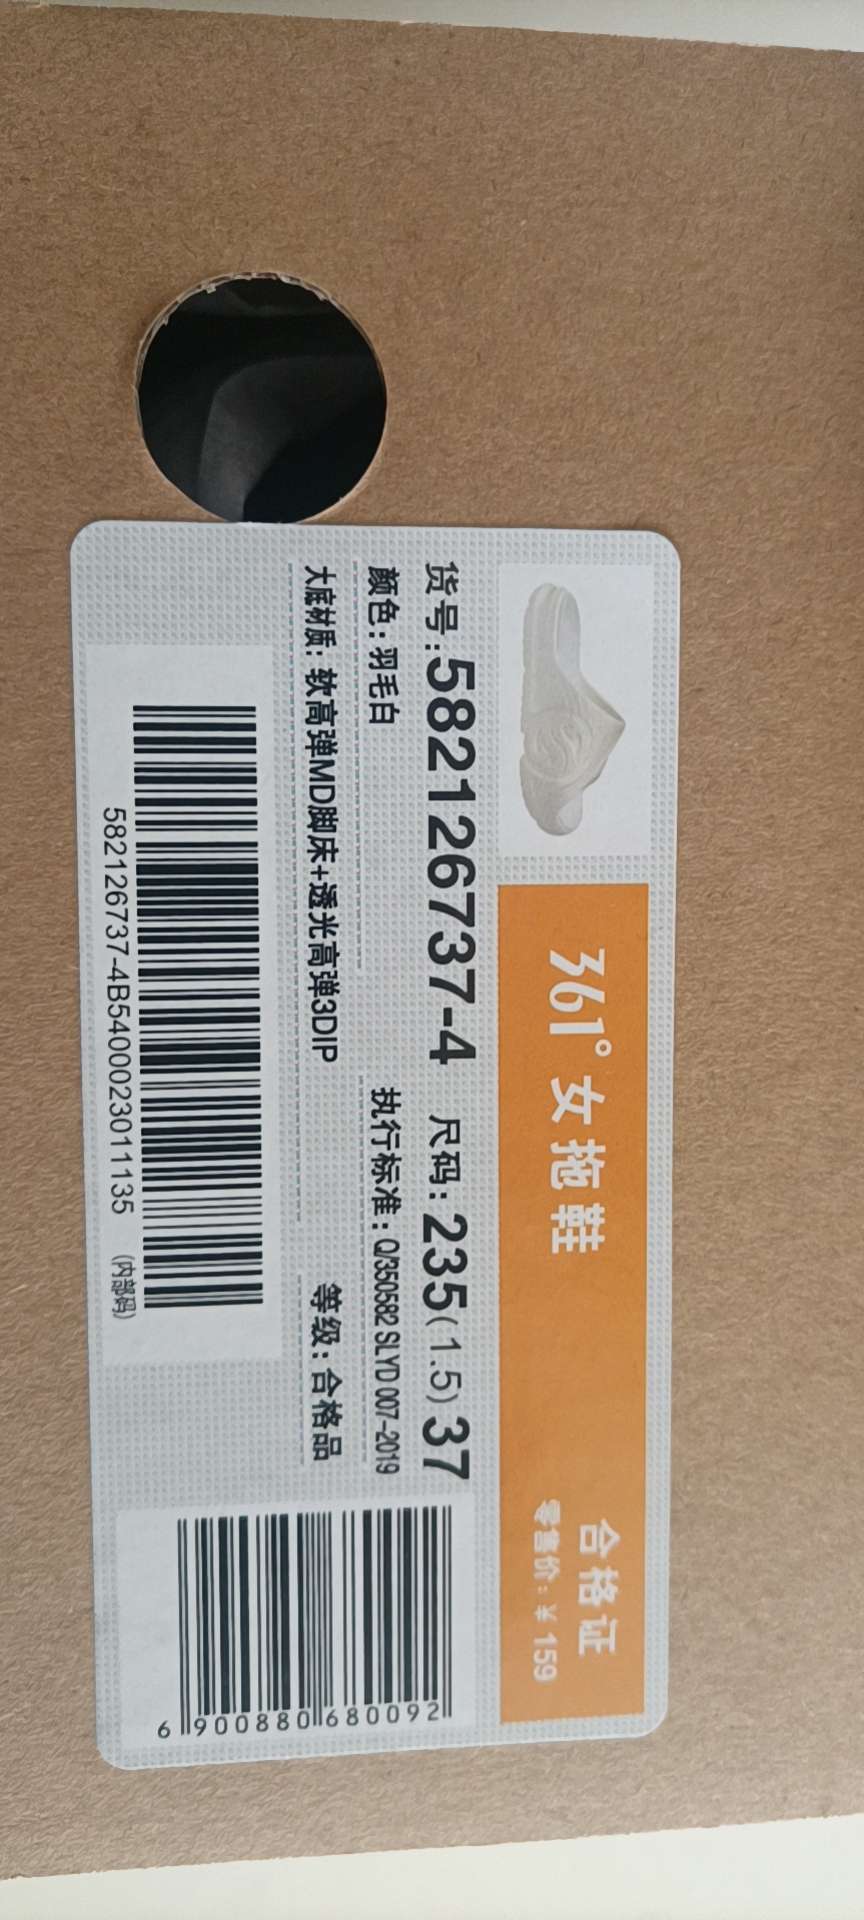 361° 女拖鞋
合格证
零售价：¥ 159
货号:582126737-4 尺码: 235(1.5)37
颜色: 羽毛白 执行标准: Q/350582 SLYD 007-2019
大底材质: 软高弹MD脚床+透光高弹3DIP 等级: 合格品
582126737-4B5400023011135 (内部码)
6 900880 680092